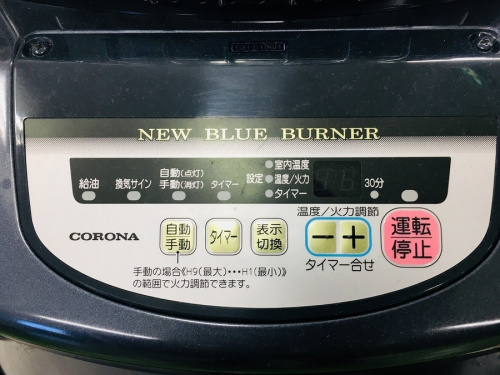 NEW BLUE BURNER
給油
換気サイン
自動(点灯)
手動(消灯)
タイマー
設定
室内温度
温度/火力
タイマー
30分
温度/火力調節
CORONA
自動
手動
タイマー
表示
切換
− +
運転
停止
タイマー合せ
手動の場合《H9(最大)・・・H1(最小)》
の範囲で火力調節できます。